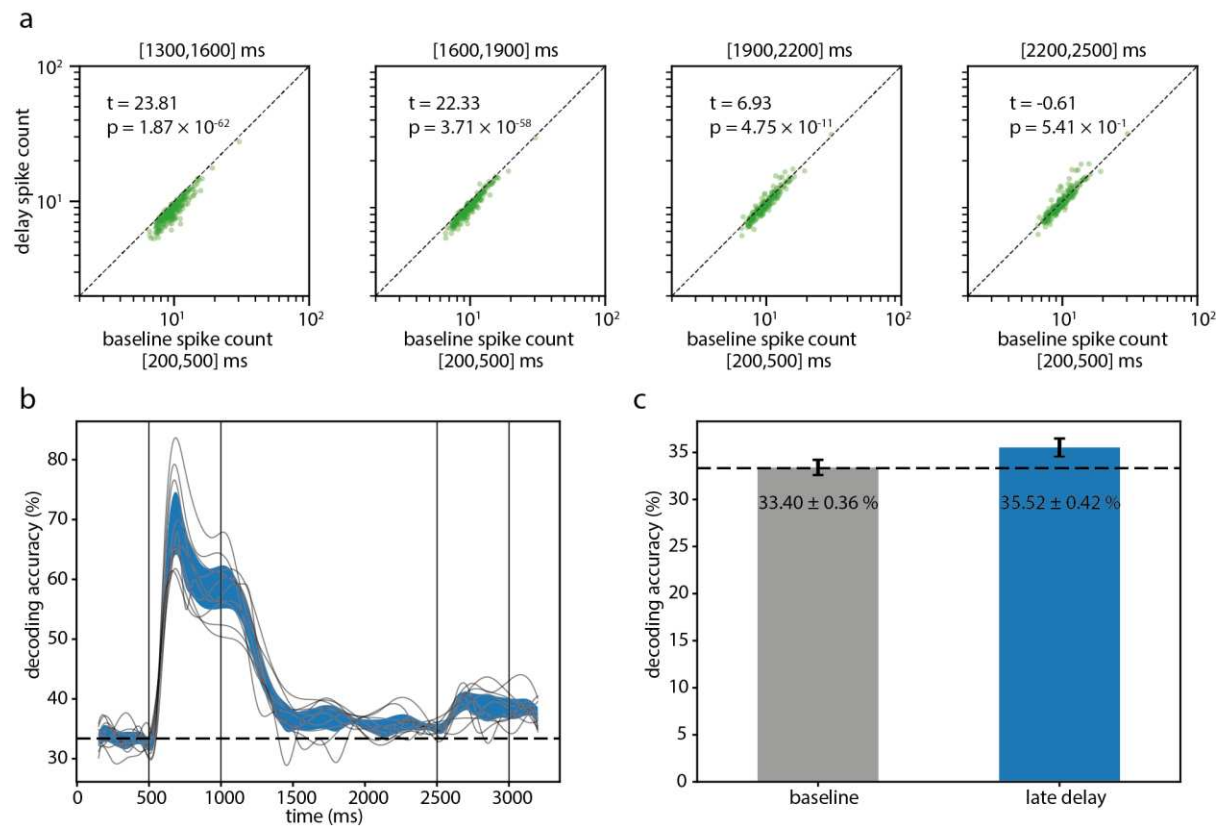 a
[1300,1600] ms
[1600,1900] ms
[1900,2200] ms
[2200,2500] ms
10²
t = 23.81
p = 1.87 × 10⁻⁶²
t = 22.33
p = 3.71 × 10⁻⁵⁸
t = 6.93
p = 4.75 × 10⁻¹¹
t = -0.61
p = 5.41 × 10⁻¹
delay spike count
10¹
10¹ 10²
10¹ 10²
10¹ 10²
10¹ 10²
baseline spike count
[200,500] ms
baseline spike count
[200,500] ms
baseline spike count
[200,500] ms
baseline spike count
[200,500] ms
b
decoding accuracy (%)
80
70
60
50
40
30
0 500 1000 1500 2000 2500 3000
time (ms)
c
decoding accuracy (%)
35
30
25
20
15
10
5
0
33.40 ± 0.36 %
35.52 ± 0.42 %
baseline
late delay